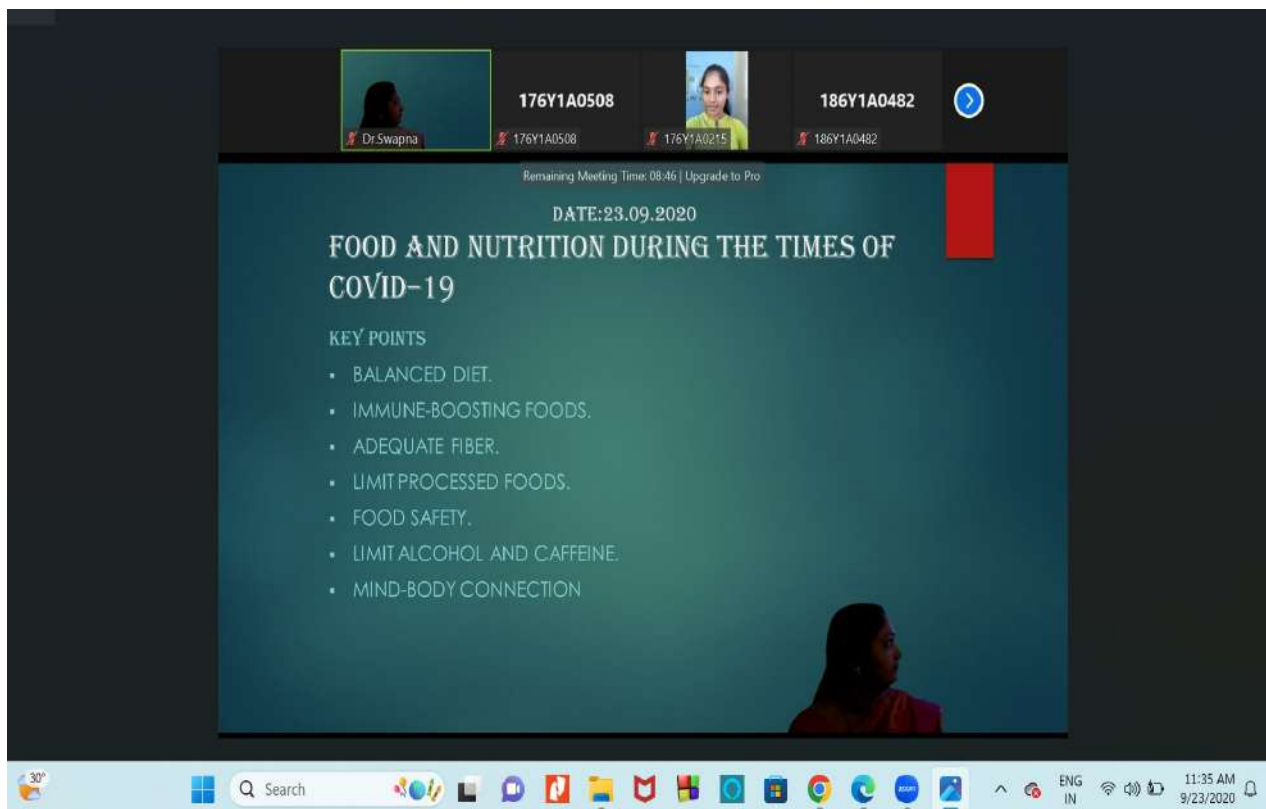 176Y1A0508
186Y1A0482
Dr.Swapna
176Y1A0508
176Y1A0215
186Y1A0482
Remaining Meeting Time: 08:46 | Upgrade to Pro
DATE:23.09.2020
FOOD AND NUTRITION DURING THE TIMES OF
COVID-19
KEY POINTS
▪ BALANCED DIET.
▪ IMMUNE-BOOSTING FOODS.
▪ ADEQUATE FIBER.
▪ LIMIT PROCESSED FOODS.
▪ FOOD SAFETY.
▪ LIMIT ALCOHOL AND CAFFEINE.
▪ MIND-BODY CONNECTION
30°
Search
zoom
ENG
IN
11:35 AM
9/23/2020